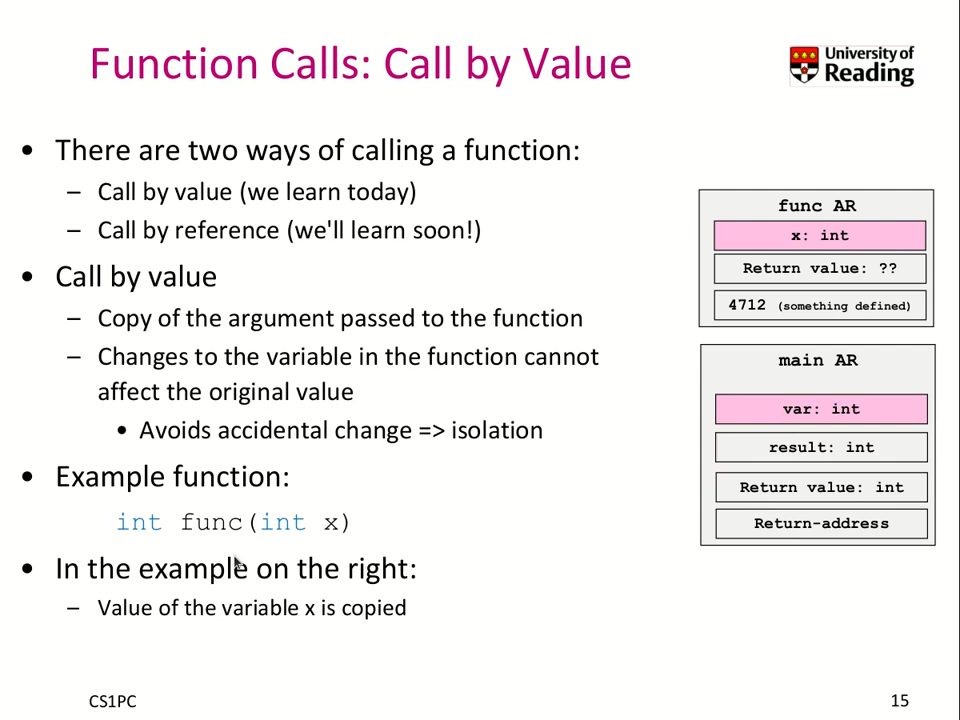 Function Calls: Call by Value
University of
Reading
• There are two ways of calling a function:
– Call by value (we learn today)
– Call by reference (we'll learn soon!)
• Call by value
– Copy of the argument passed to the function
– Changes to the variable in the function cannot
affect the original value
• Avoids accidental change => isolation
• Example function:
int func(int x)
• In the example on the right:
– Value of the variable x is copied
func AR
x: int
Return value: ??
4712 (something defined)
main AR
var: int
result: int
Return value: int
Return-address
CS1PC
15